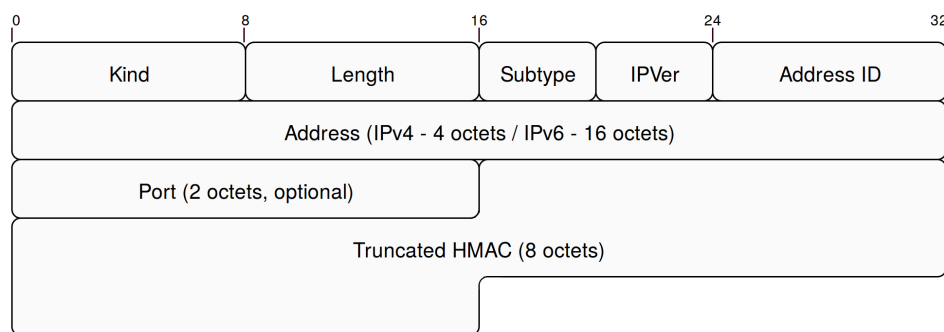 0 8 16 24 32
Kind Length Subtype IPVer Address ID
Address (IPv4 - 4 octets / IPv6 - 16 octets)
Port (2 octets, optional)
Truncated HMAC (8 octets)